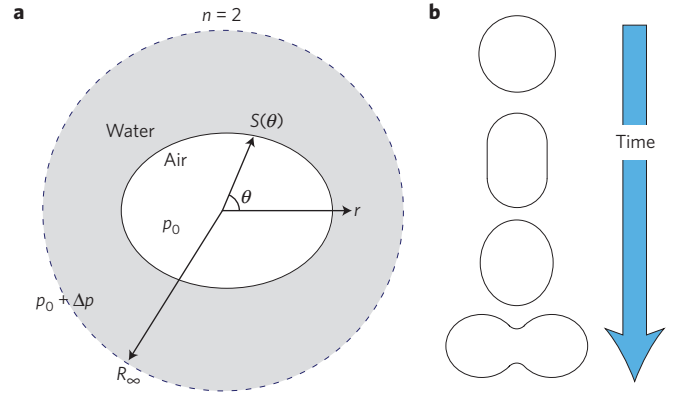 a
n = 2
Water
Air
S(θ)
θ
r
p₀
p₀ + Δp
R∞
b
Time